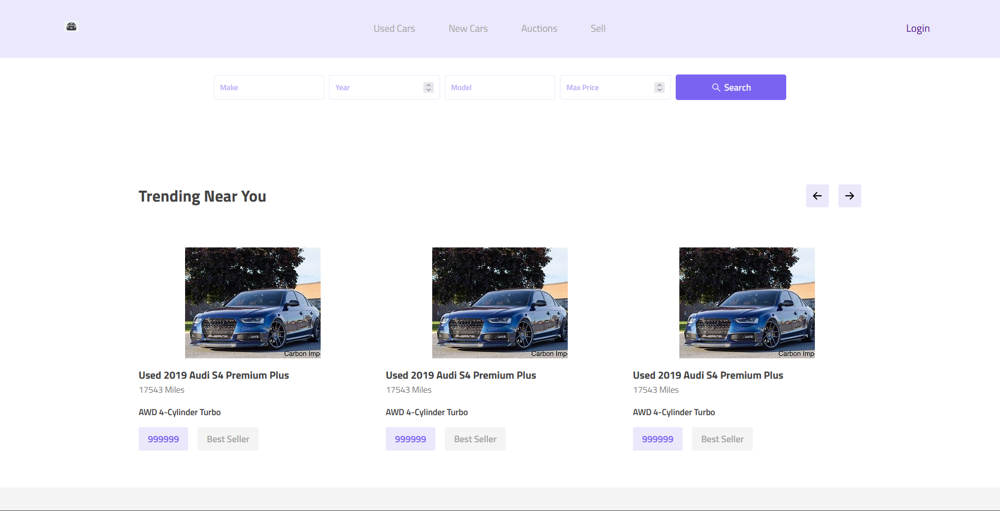 Used Cars New Cars Auctions Sell Login
Make Year Model Max Price Search
Trending Near You
Carbon Imp Carbon Imp Carbon Imp
Used 2019 Audi S4 Premium Plus
17543 Miles
AWD 4-Cylinder Turbo
999999 Best Seller
Used 2019 Audi S4 Premium Plus
17543 Miles
AWD 4-Cylinder Turbo
999999 Best Seller
Used 2019 Audi S4 Premium Plus
17543 Miles
AWD 4-Cylinder Turbo
999999 Best Seller